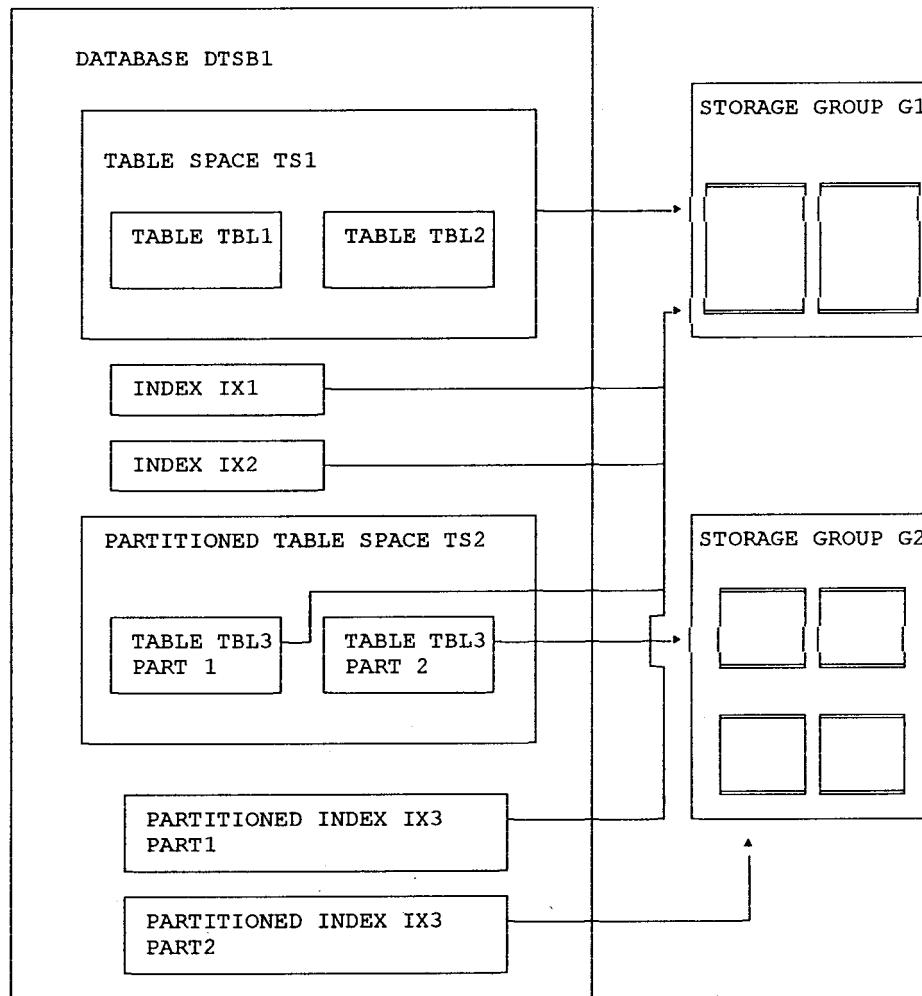 DATABASE DTSB1
STORAGE GROUP G1
TABLE SPACE TS1
TABLE TBL1
TABLE TBL2
INDEX IX1
INDEX IX2
PARTITIONED TABLE SPACE TS2
STORAGE GROUP G2
TABLE TBL3
PART 1
TABLE TBL3
PART 2
PARTITIONED INDEX IX3
PART1
PARTITIONED INDEX IX3
PART2